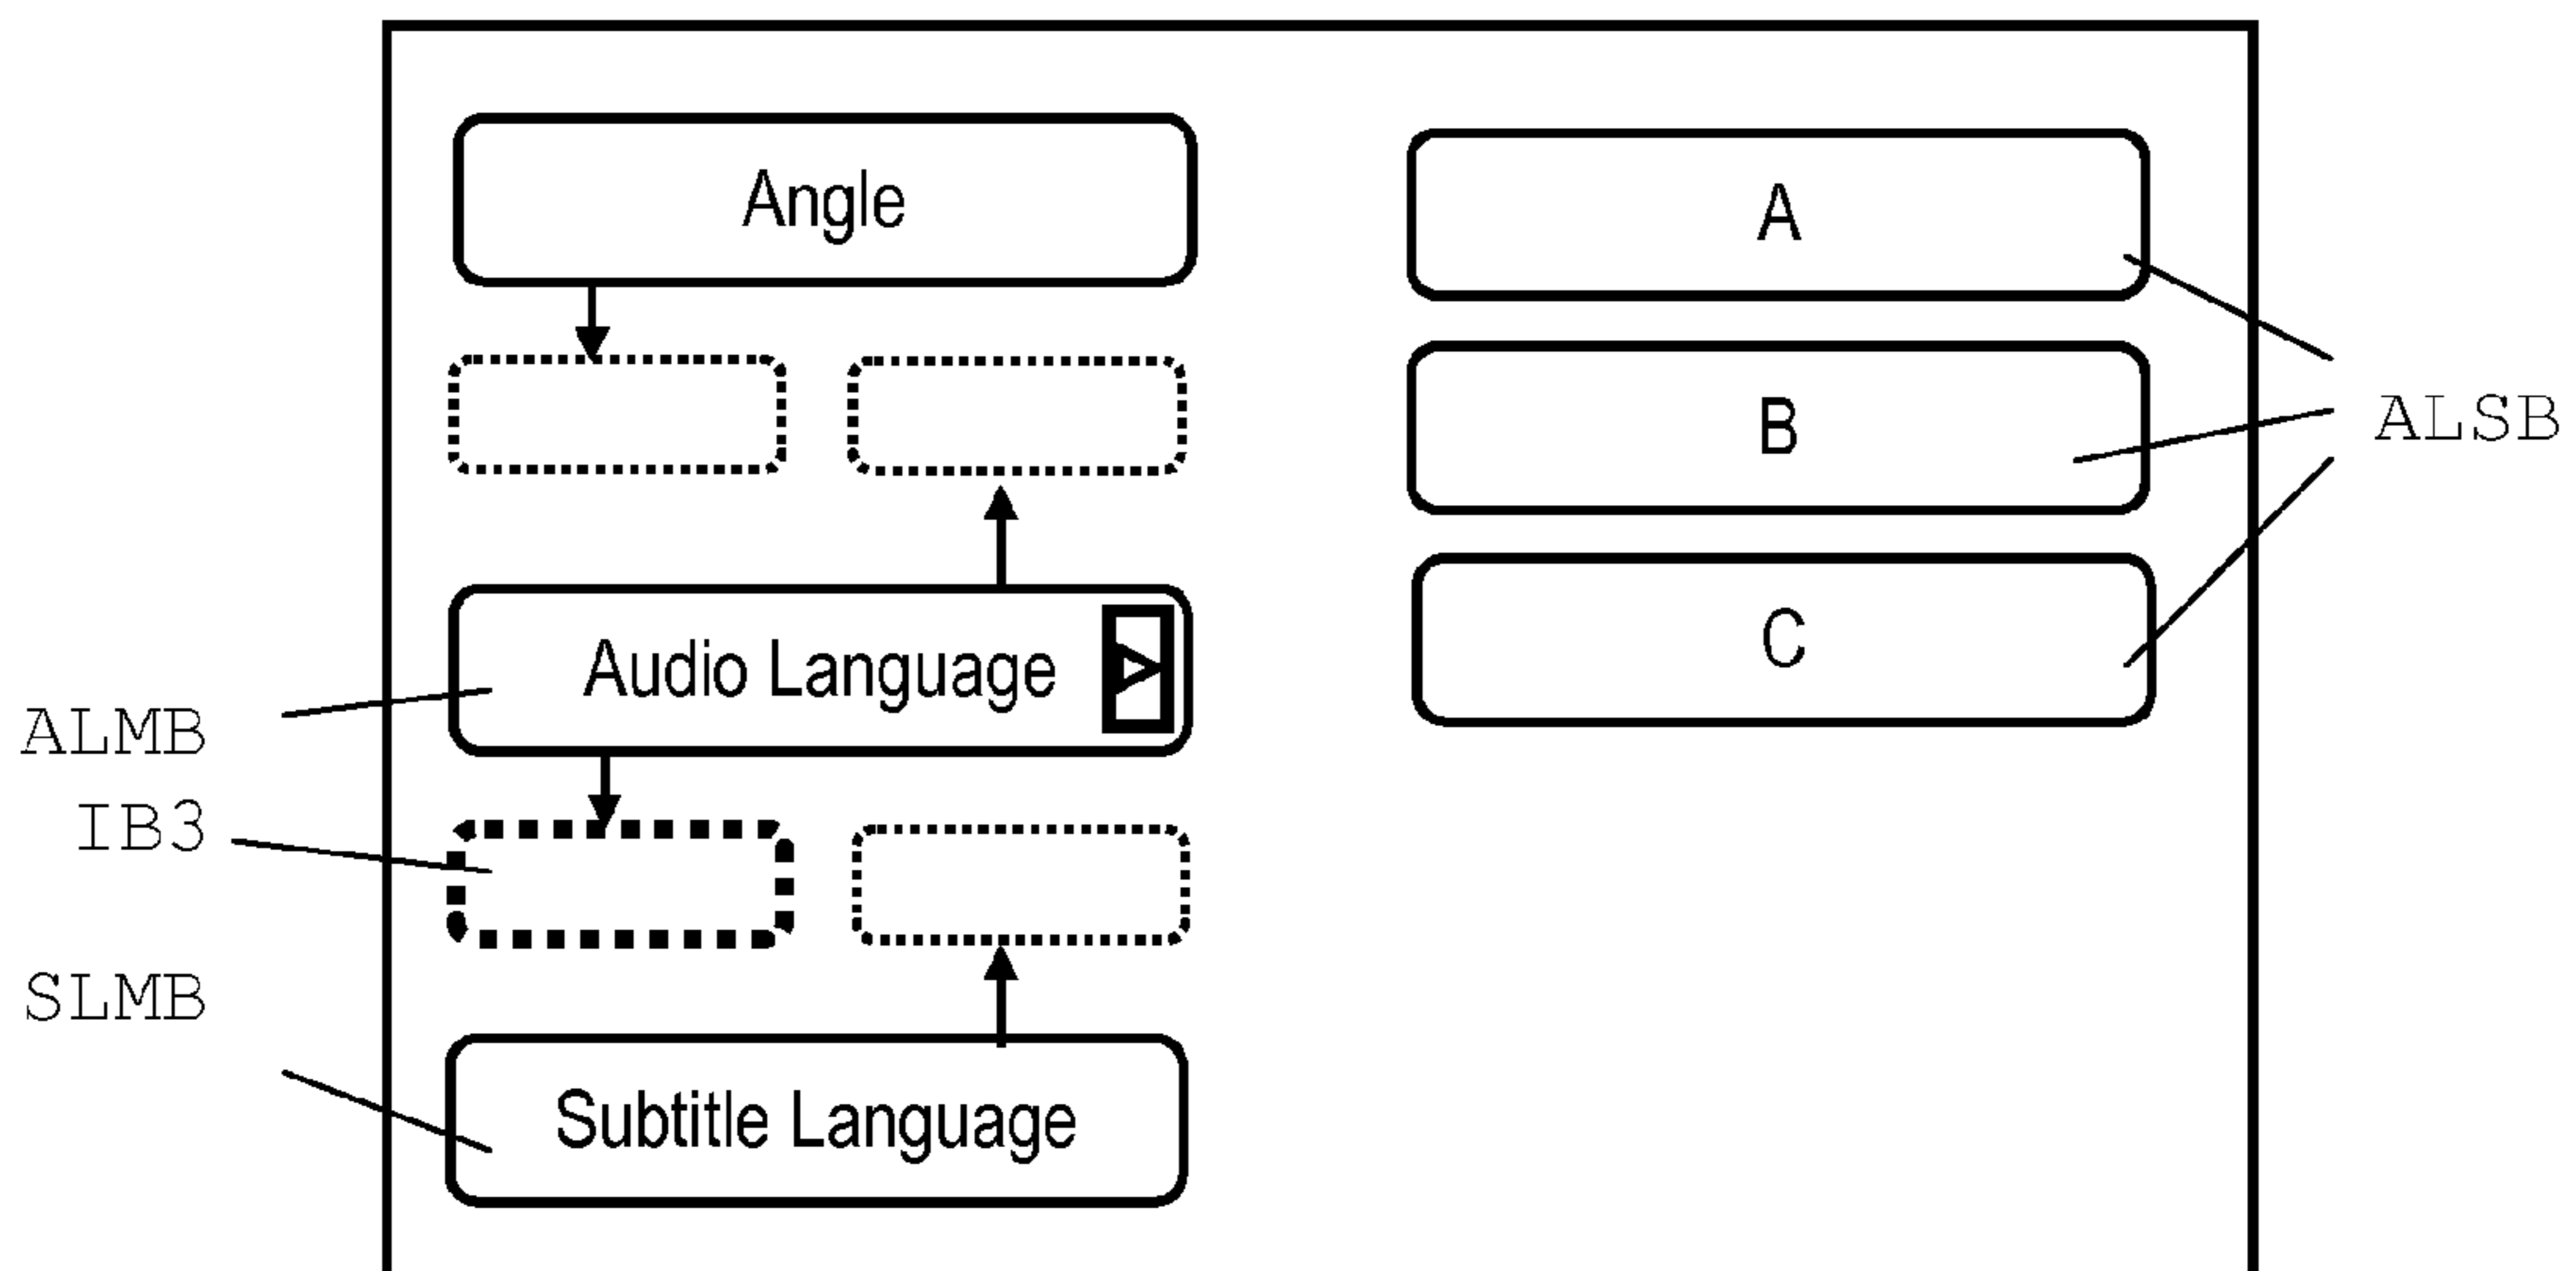 Angle
A
B
ALSB
Audio Language
C
ALMB
IB3
SLMB
Subtitle Language